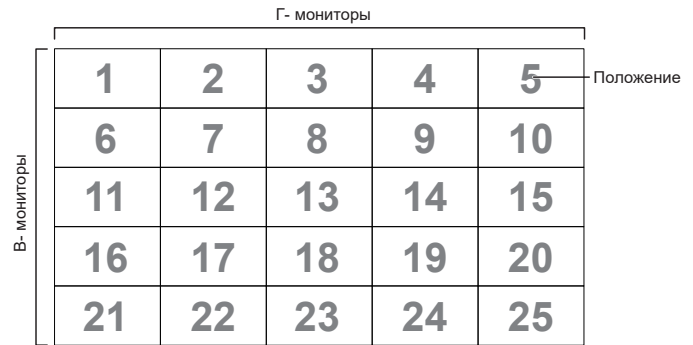 Г- мониторы
1 2 3 4 5 Положение
6 7 8 9 10
В- мониторы
11 12 13 14 15
16 17 18 19 20
21 22 23 24 25